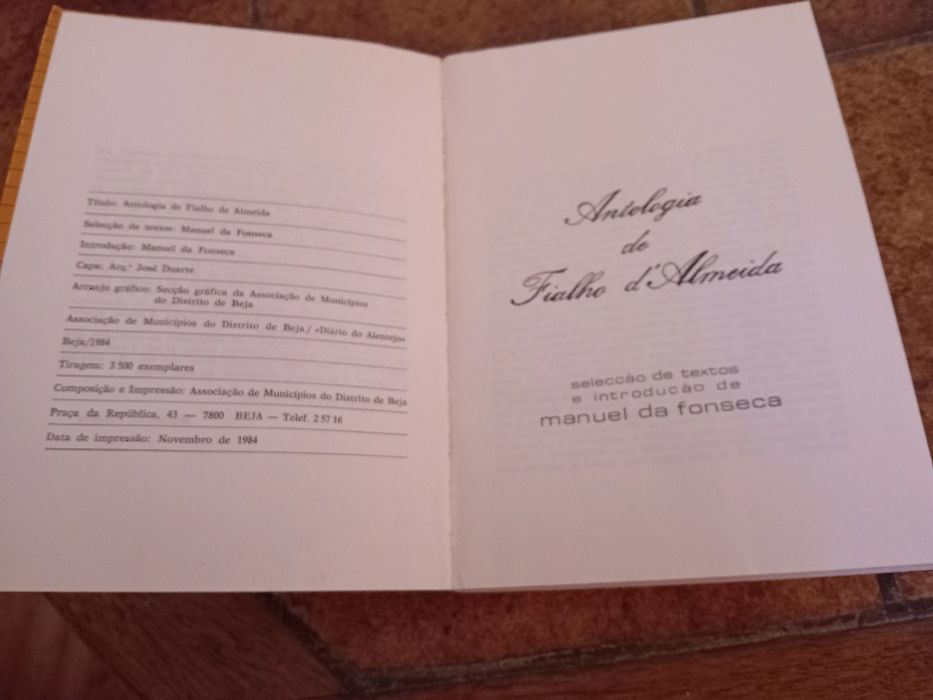 Título: Antologia de Fialho de Almeida
Selecção de textos: Manuel da Fonseca
Introdução: Manuel da Fonseca
Capa: Arq.º José Duarte
Arranjo gráfico: Secção gráfica da Associação de Municípios
do Distrito de Beja
Associação de Municípios do Distrito de Beja / «Diário do Alentejo»
Beja/1984
Tiragem: 3 500 exemplares
Composição e Impressão: Associação de Municípios do Distrito de Beja
Praça da República, 43 — 7800 BEJA — Telef. 2 57 16
Data de impressão: Novembro de 1984
Antologia
de
Fialho d'Almeida
selecção de textos
e introdução de
manuel da fonseca